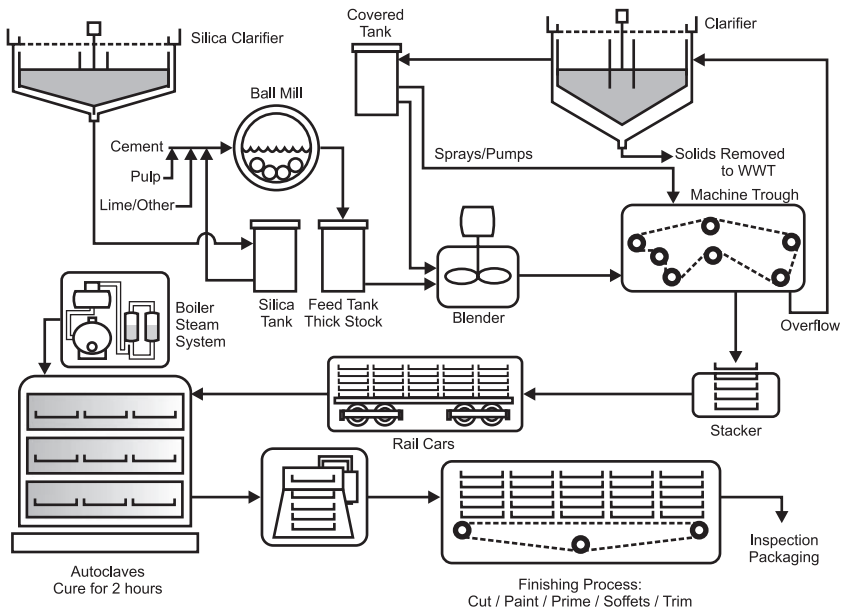 Covered
Tank
Clarifier
Silica Clarifier
Ball Mill
Cement
Pulp
Lime/Other
Sprays/Pumps
Solids Removed
to WWT
Machine Trough
Silica
Tank
Feed Tank
Thick Stock
Blender
Overflow
Boiler
Steam
System
Stacker
Rail Cars
Autoclaves
Cure for 2 hours
Inspection
Packaging
Finishing Process:
Cut / Paint / Prime / Soffets / Trim